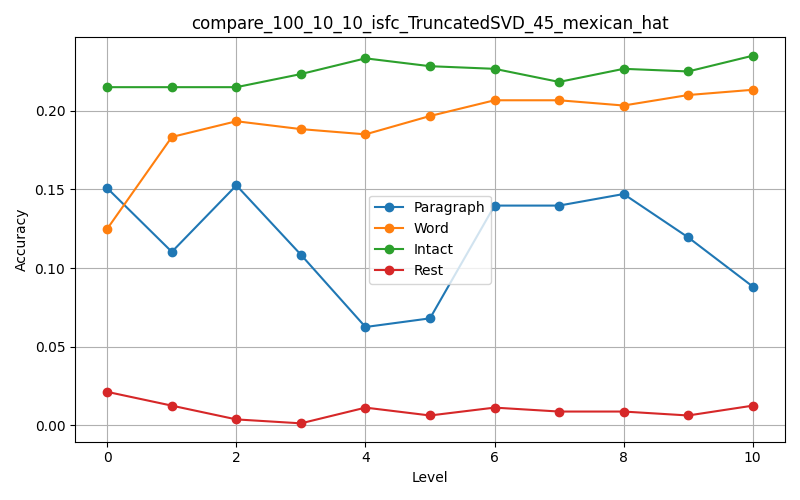 compare_100_10_10_isfc_TruncatedSVD_45_mexican_hat
Accuracy
0.20
0.15
0.10
0.05
0.00
Paragraph
Word
Intact
Rest
0 2 4 6 8 10
Level